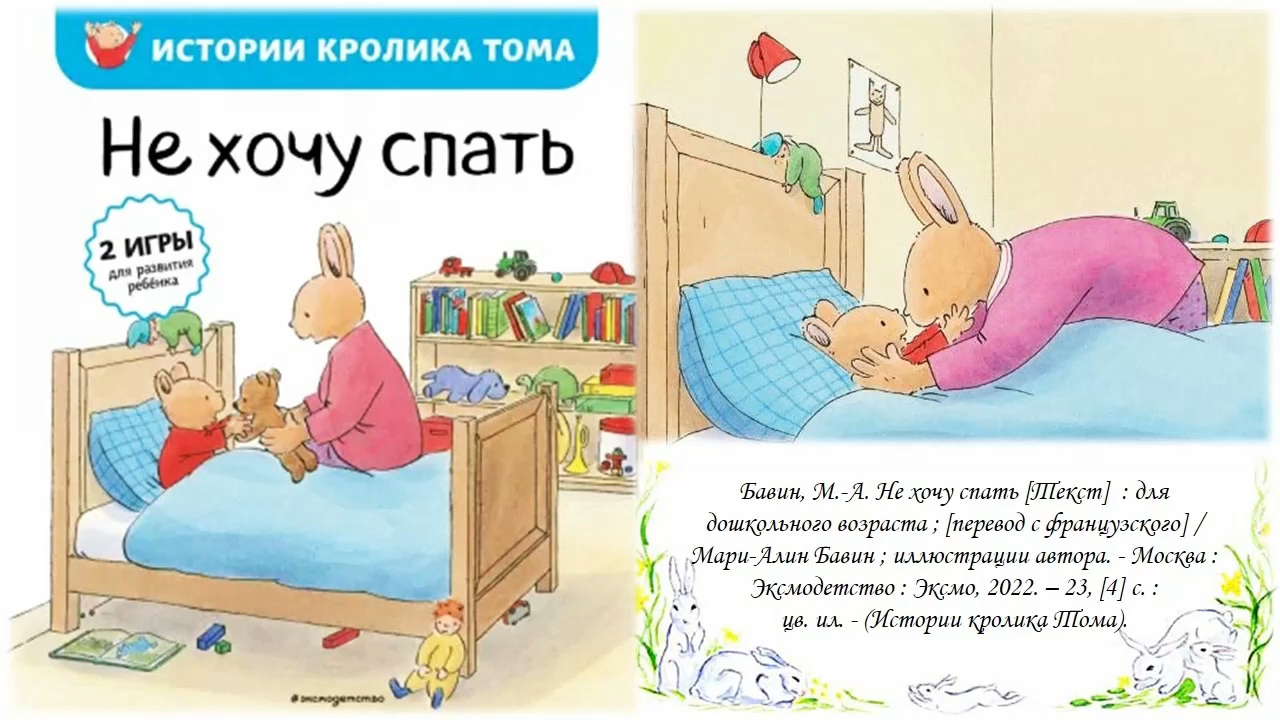 ИСТОРИИ КРОЛИКА ТОМА
Не хочу спать
2 ИГРЫ
для развития
ребёнка
#эксмодетство
Бавин, М.-А. Не хочу спать [Текст] : для
дошкольного возраста ; [перевод с французского] /
Мари-Алин Бавин ; иллюстрации автора. - Москва :
Эксмодетство : Эксмо, 2022. – 23, [4] с. :
цв. ил. - (Истории кролика Тома).